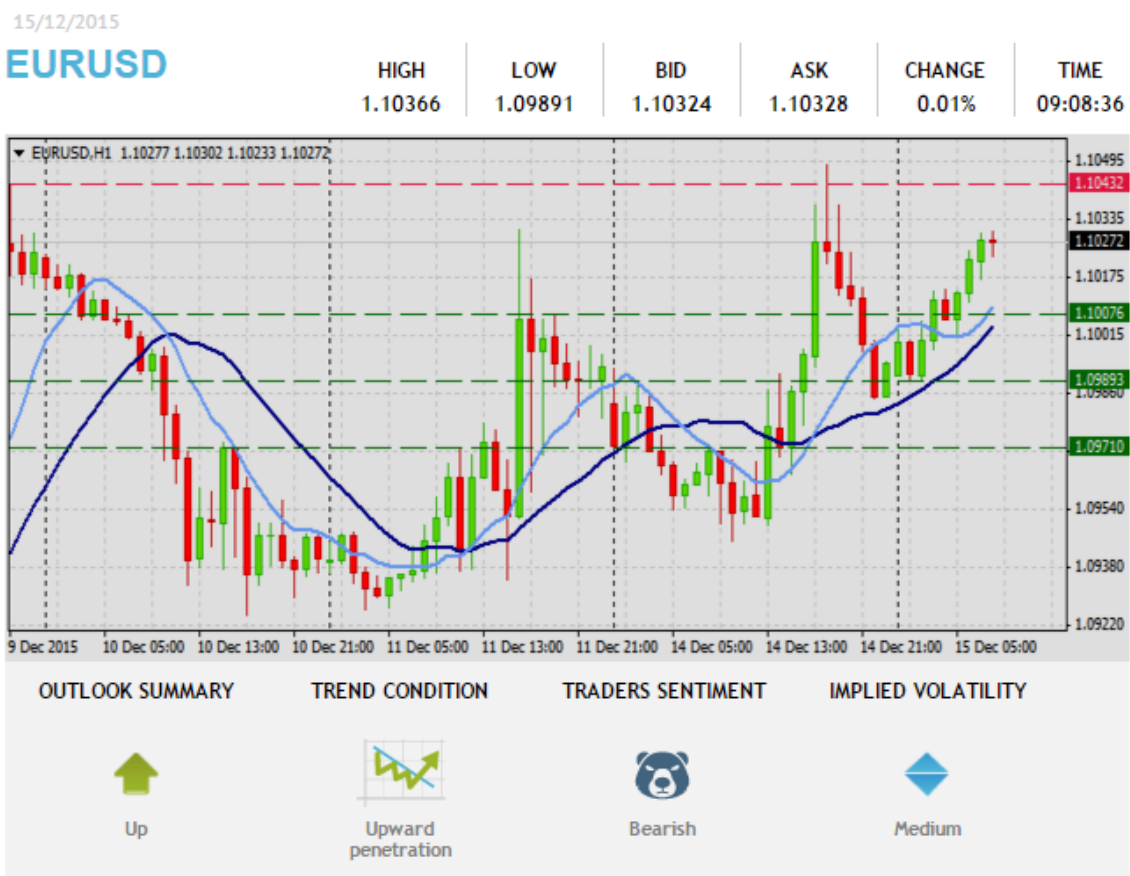 15/12/2015
EURUSD
HIGH LOW BID ASK CHANGE TIME
1.10366 1.09891 1.10324 1.10328 0.01% 09:08:36
EURUSD,H1 1.10277 1.10302 1.10233 1.10272
1.10495
1.10432
1.10335
1.10272
1.10175
1.10076
1.10015
1.09893
1.09860
1.09710
1.09540
1.09380
1.09220
9 Dec 2015 10 Dec 05:00 10 Dec 13:00 10 Dec 21:00 11 Dec 05:00 11 Dec 13:00 11 Dec 21:00 14 Dec 05:00 14 Dec 13:00 14 Dec 21:00 15 Dec 05:00
OUTLOOK SUMMARY TREND CONDITION TRADERS SENTIMENT IMPLIED VOLATILITY
Up Upward Bearish Medium
penetration